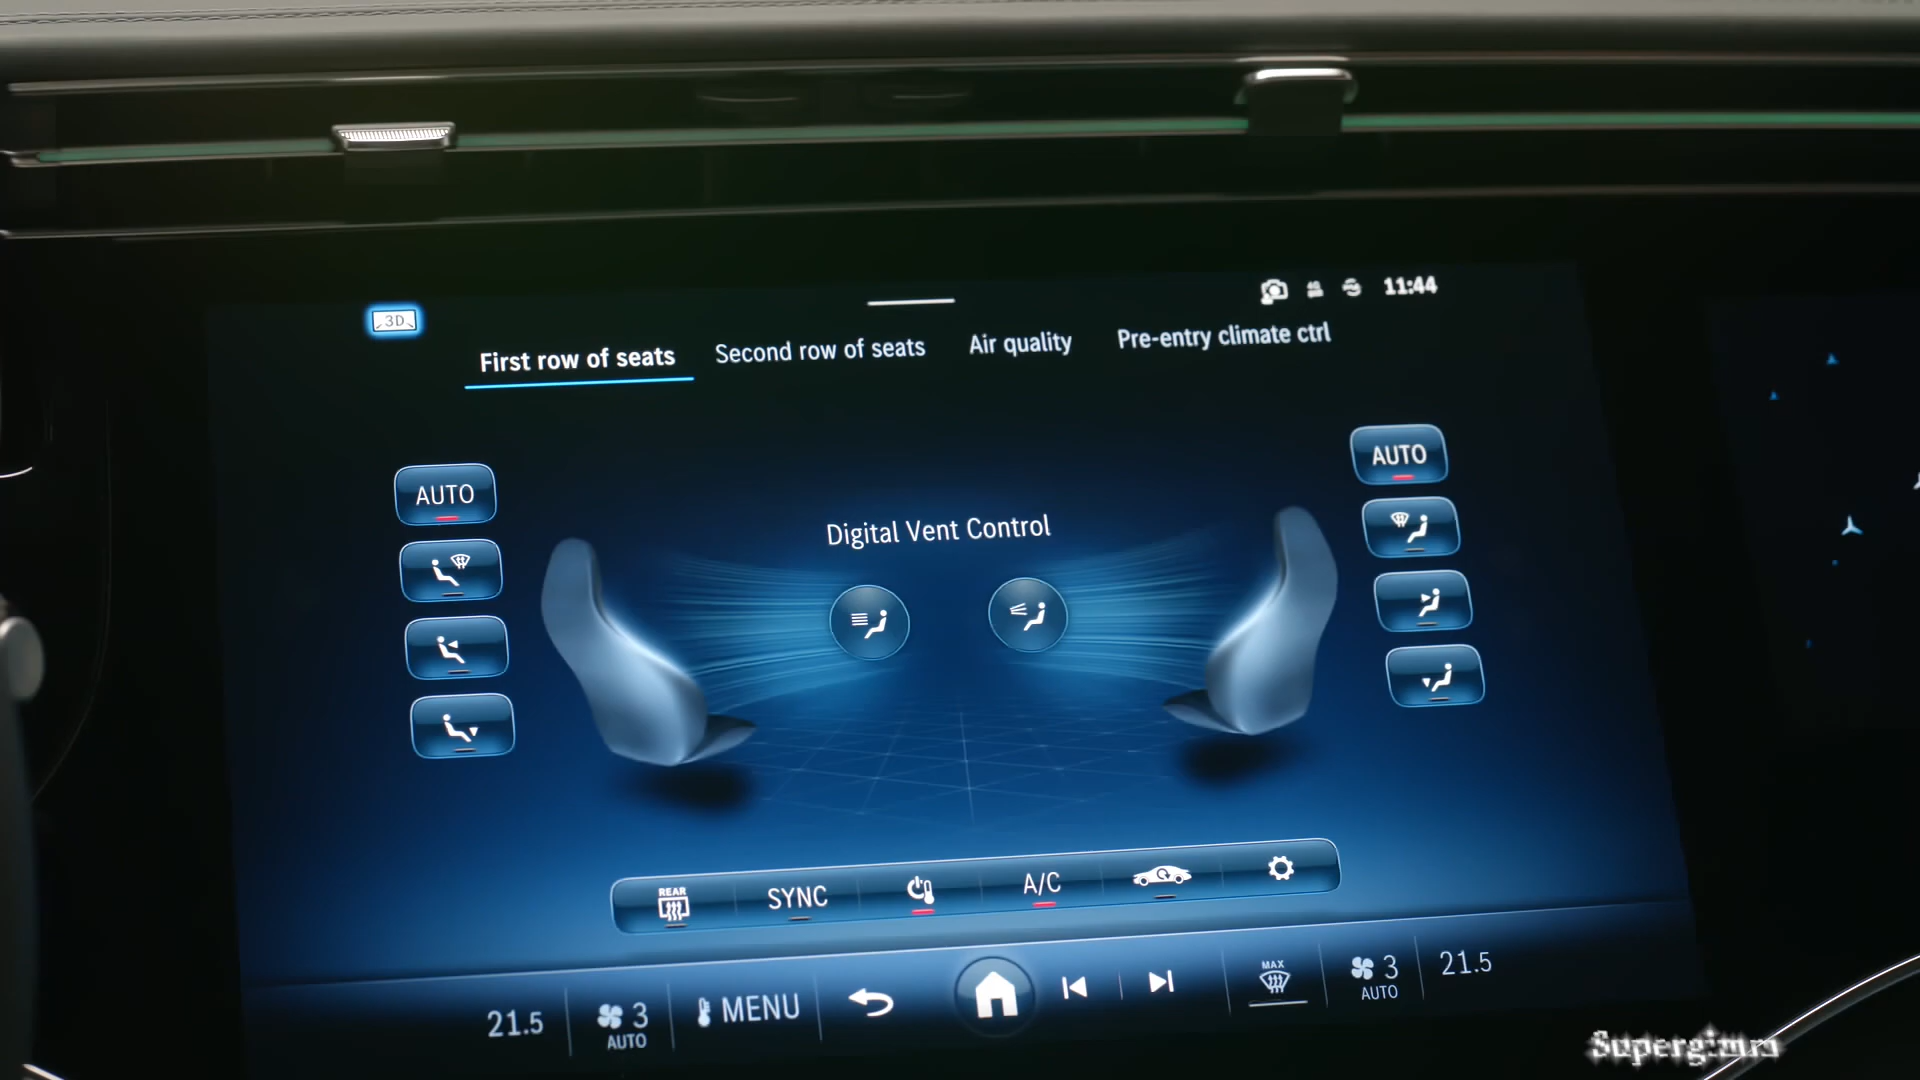 3D
11:44
First row of seats
Second row of seats
Air quality
Pre-entry climate ctrl
AUTO
AUTO
Digital Vent Control
REAR
SYNC
A/C
21.5
3
AUTO
MENU
MAX
3
AUTO
21.5